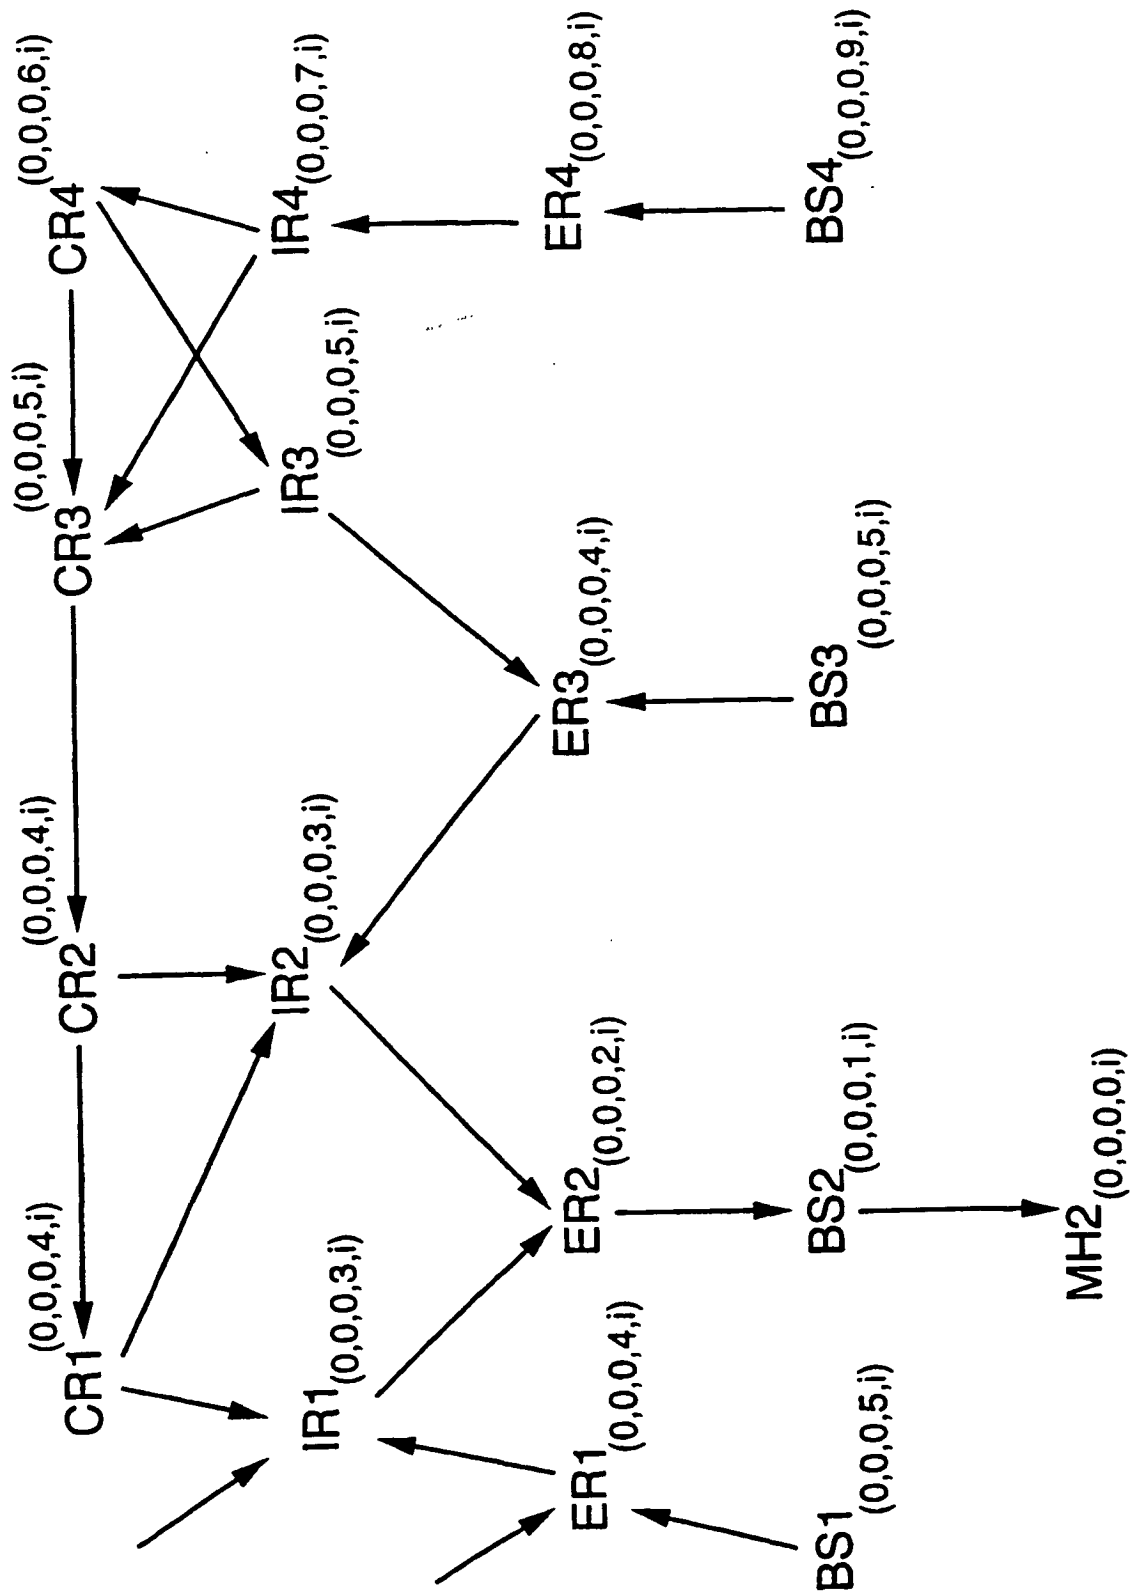 CR1 (0,0,0,4,i)
CR2 (0,0,0,4,i)
CR3 (0,0,0,5,i)
CR4 (0,0,0,6,i)
IR1 (0,0,0,3,i)
IR2 (0,0,0,3,i)
IR3 (0,0,0,5,i)
IR4 (0,0,0,7,i)
ER1 (0,0,0,4,i)
ER2 (0,0,0,2,i)
ER3 (0,0,0,4,i)
ER4 (0,0,0,8,i)
BS1 (0,0,0,5,i)
BS2 (0,0,0,1,i)
BS3 (0,0,0,5,i)
BS4 (0,0,0,9,i)
MH2 (0,0,0,0,i)